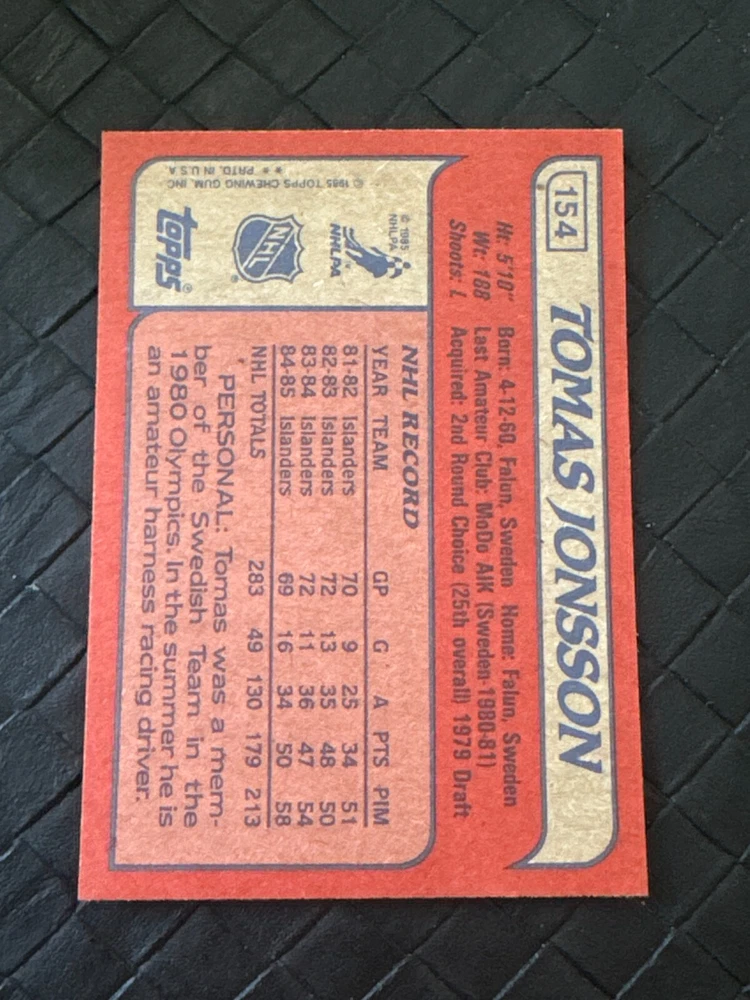 154
TOMAS JONSSON
Ht: 5'10" Born: 4-12-60, Falun, Sweden Home: Falun, Sweden
Wt: 188 Last Amateur Club: MoDo AIK (Sweden-1980-81)
Shoots: L Acquired: 2nd Round Choice (25th overall) 1979 Draft
© 1985 NHLPA
NHLPA
NHL ®
topps ®
© 1985 TOPPS CHEWING GUM, INC ** PRTD. IN U.S.A
NHL RECORD
YEAR TEAM GP G A PTS PIM
81-82 Islanders 70 9 25 34 51
82-83 Islanders 72 13 35 48 50
83-84 Islanders 72 11 36 47 54
84-85 Islanders 69 16 34 50 58
NHL TOTALS 283 49 130 179 213
PERSONAL: Tomas was a mem-
ber of the Swedish Team in the
1980 Olympics. In the summer he is
an amateur harness racing driver.